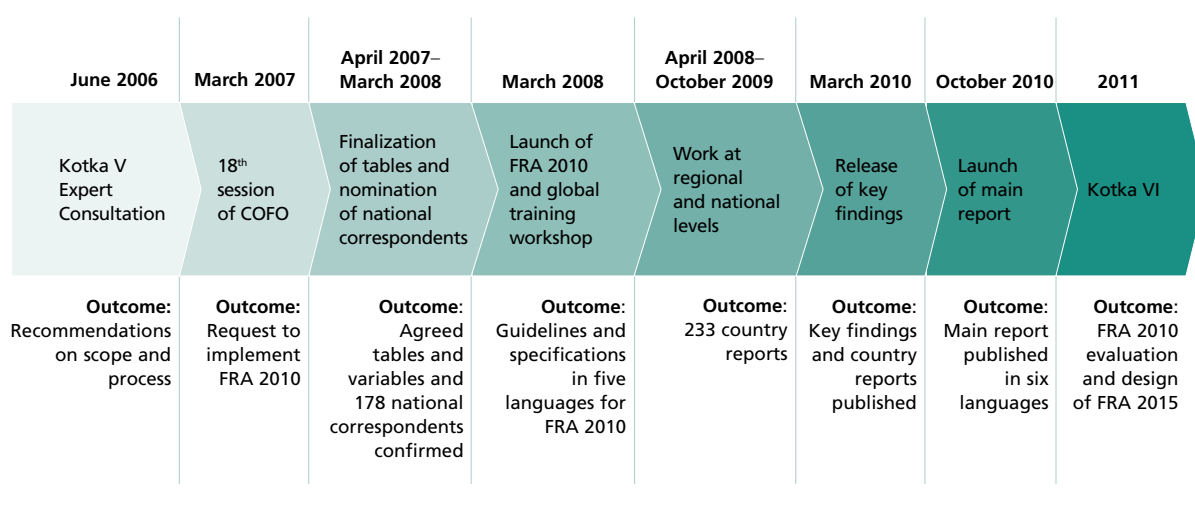 June 2006
March 2007
April 2007–
March 2008
March 2008
April 2008–
October 2009
March 2010
October 2010
2011
Kotka V
Expert
Consultation
18th
session
of COFO
Finalization
of tables and
nomination
of national
correspondents
Launch of
FRA 2010
and global
training
workshop
Work at
regional
and national
levels
Release
of key
findings
Launch
of main
report
Kotka VI
Outcome:
Recommendations
on scope and
process
Outcome:
Request to
implement
FRA 2010
Outcome:
Agreed
tables and
variables and
178 national
correspondents
confirmed
Outcome:
Guidelines and
specifications
in five
languages for
FRA 2010
Outcome:
233 country
reports
Outcome:
Key findings
and country
reports
published
Outcome:
Main report
published
in six
languages
Outcome:
FRA 2010
evaluation
and design
of FRA 2015